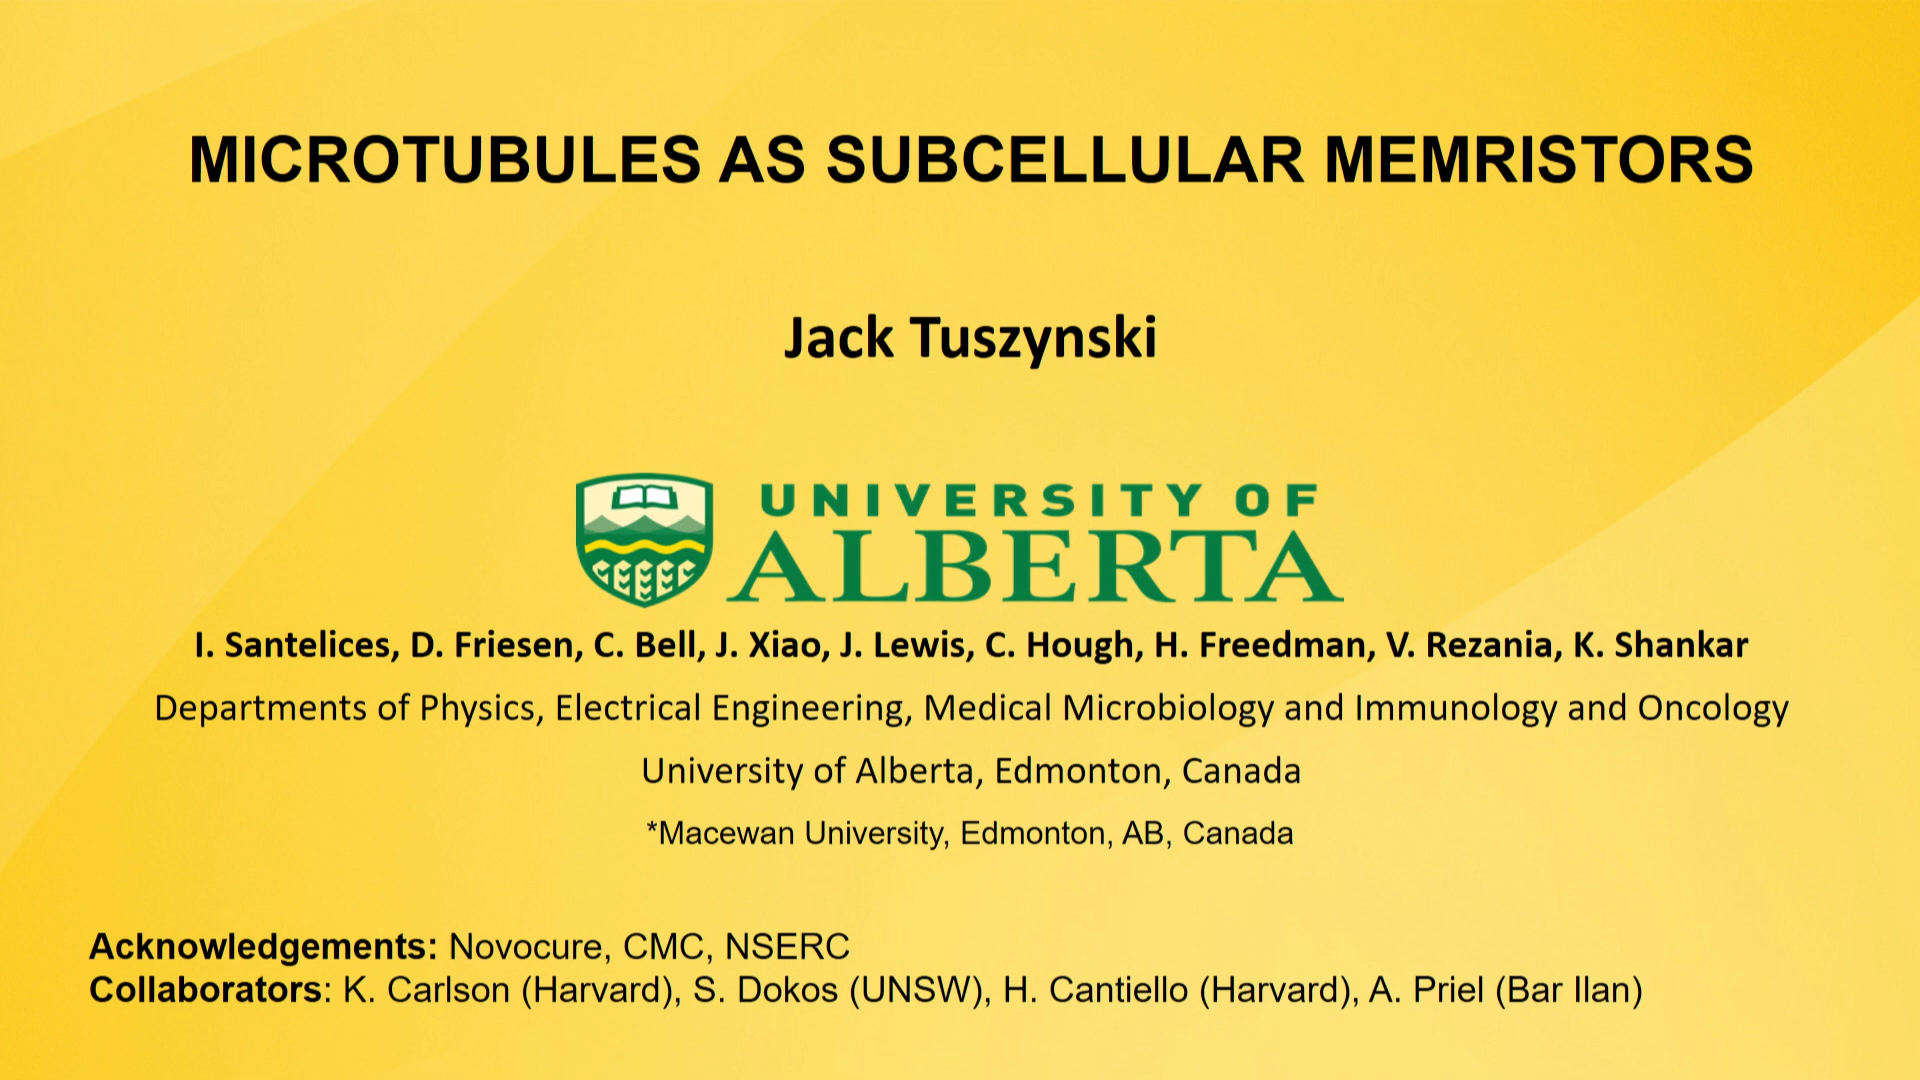 MICROTUBULES AS SUBCELLULAR MEMRISTORS
Jack Tuszynski
UNIVERSITY OF
ALBERTA
I. Santelices, D. Friesen, C. Bell, J. Xiao, J. Lewis, C. Hough, H. Freedman, V. Rezania, K. Shankar
Departments of Physics, Electrical Engineering, Medical Microbiology and Immunology and Oncology
University of Alberta, Edmonton, Canada
*Macewan University, Edmonton, AB, Canada
Acknowledgements: Novocure, CMC, NSERC
Collaborators: K. Carlson (Harvard), S. Dokos (UNSW), H. Cantiello (Harvard), A. Priel (Bar Ilan)